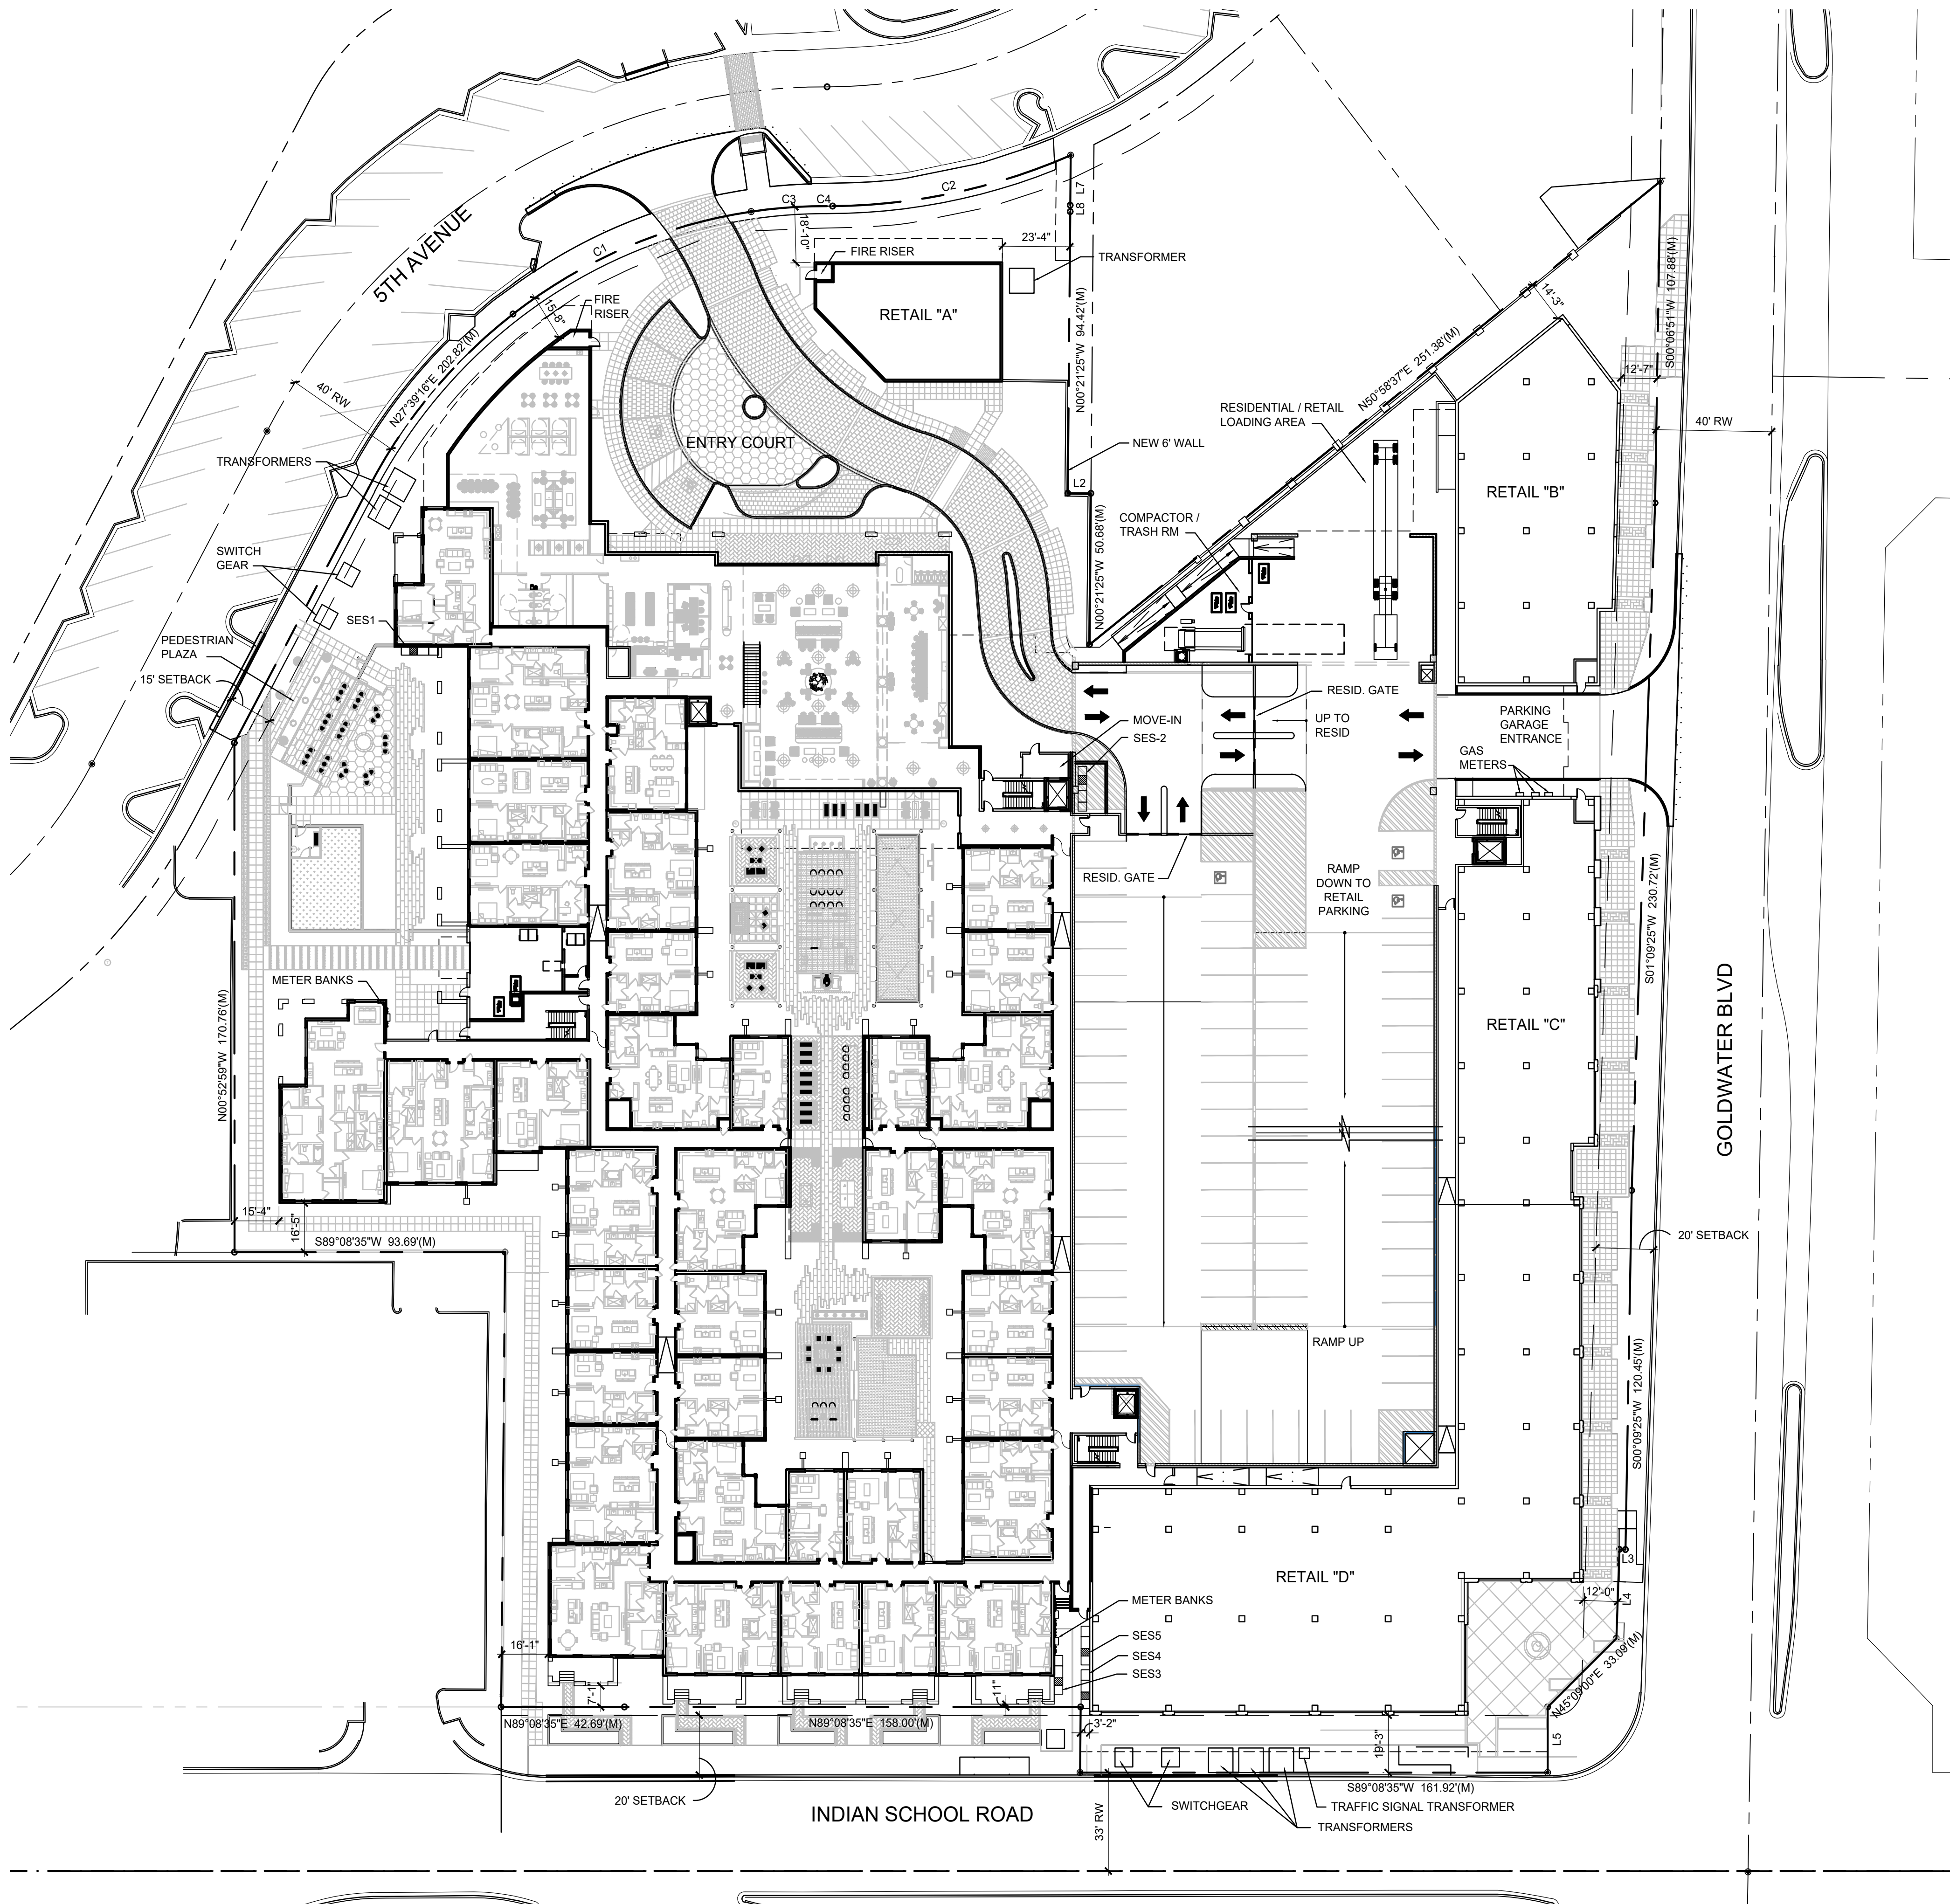 5TH AVENUE
C1
C2
C3
C4
L7
L8
18'-10"
23'-4"
FIRE RISER
TRANSFORMER
RETAIL "A"
FIRE
RISER
15'-8"
N27°39'16"E  202.82'(M)
40' RW
N00°21'25"W  94.42'(M)
ENTRY COURT
TRANSFORMERS
NEW 6' WALL
L2
RESIDENTIAL / RETAIL
LOADING AREA
N50°58'37"E  251.38'(M)
14'-3"
S00°06'51"W  107.88'(M)
12'-7"
40' RW
RETAIL "B"
COMPACTOR /
TRASH RM
N00°21'25"W  50.68'(M)
SWITCH
GEAR
SES1
PEDESTRIAN
PLAZA
15' SETBACK
RESID. GATE
MOVE-IN
SES-2
UP TO
RESID
PARKING
GARAGE
ENTRANCE
GAS
METERS
RESID. GATE
RAMP
DOWN TO
RETAIL
PARKING
S01°09'25"W  230.72'(M)
METER BANKS
N00°52'59"W  170.76'(M)
RETAIL "C"
GOLDWATER BLVD
15'-4"
16'-5"
S89°08'35"W  93.69'(M)
20' SETBACK
RAMP UP
S00°09'25"W  120.45'(M)
L3
L4
12'-0"
RETAIL "D"
METER BANKS
SES5
SES4
SES3
16'-1"
7'-1"
11"
N89°08'35"E  42.69'(M)
N89°08'35"E  158.00'(M)
3'-2"
19'-3"
N45°09'00"E  33.09'(M)
L5
S89°08'35"W  161.92'(M)
20' SETBACK
SWITCHGEAR
TRAFFIC SIGNAL TRANSFORMER
TRANSFORMERS
INDIAN SCHOOL ROAD
33' RW